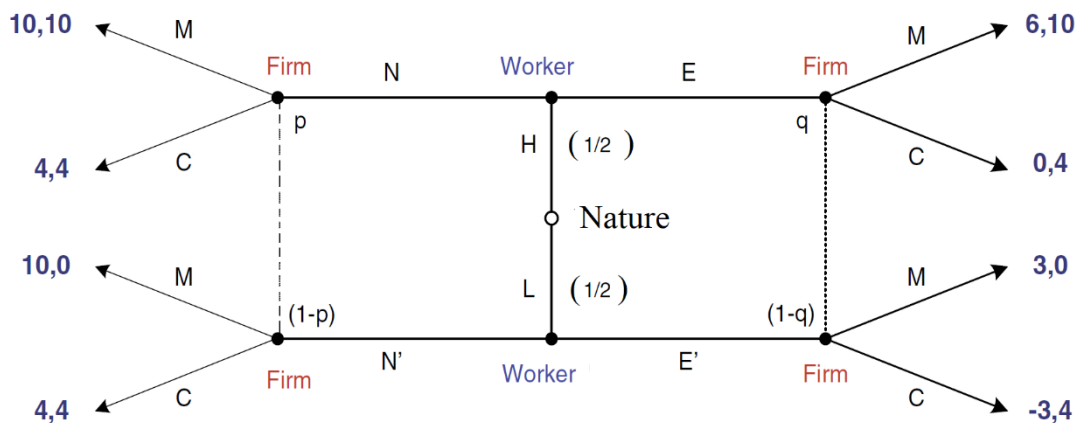 10,10 M 6,10 M
Firm N Worker E Firm
p q
H ( 1/2 )
4,4 C 0,4 C
Nature
10,0 M 3,0 M
L ( 1/2 )
(1-p) (1-q)
N’ E’
Firm Worker Firm
4,4 C -3,4 C